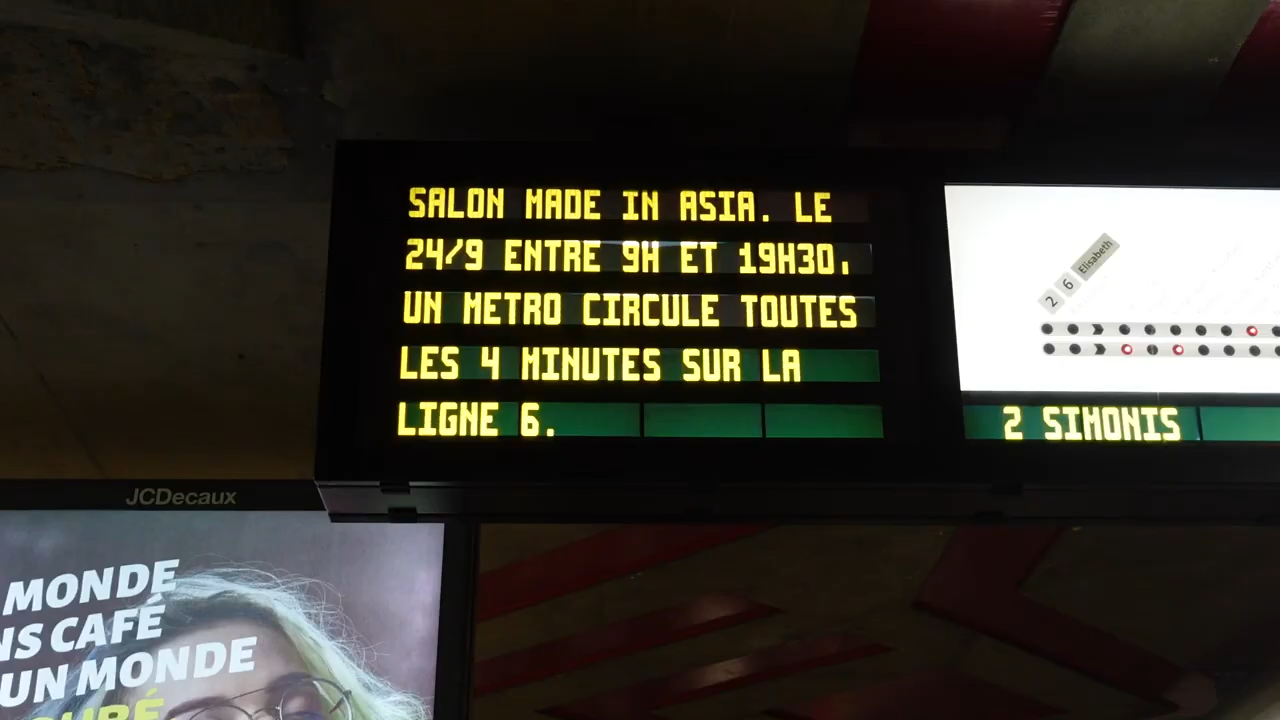 SALON MADE IN ASIA. LE
24/9 ENTRE 9H ET 19H30,
UN METRO CIRCULE TOUTES
LES 4 MINUTES SUR LA
LIGNE 6.
2 6 Elisabeth
2 SIMONIS
JCDecaux
MONDE
NS CAFÉ
UN MONDE